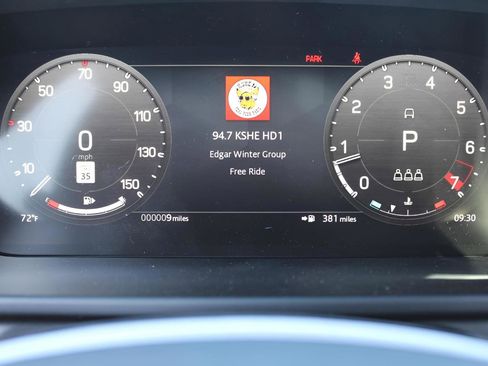 PARK
70
50
90
30
110
10
130
150
0
mph
35
94.7 KSHE HD1
Edgar Winter Group
Free Ride
3
4
2
5
1
6
0
7
P
72°F
000009 miles
381 miles
09:30